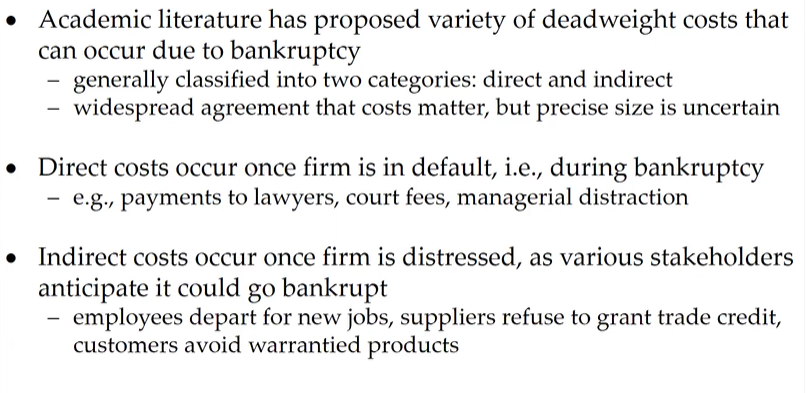 • Academic literature has proposed variety of deadweight costs that
can occur due to bankruptcy
– generally classified into two categories: direct and indirect
– widespread agreement that costs matter, but precise size is uncertain
• Direct costs occur once firm is in default, i.e., during bankruptcy
– e.g., payments to lawyers, court fees, managerial distraction
• Indirect costs occur once firm is distressed, as various stakeholders
anticipate it could go bankrupt
– employees depart for new jobs, suppliers refuse to grant trade credit,
customers avoid warrantied products